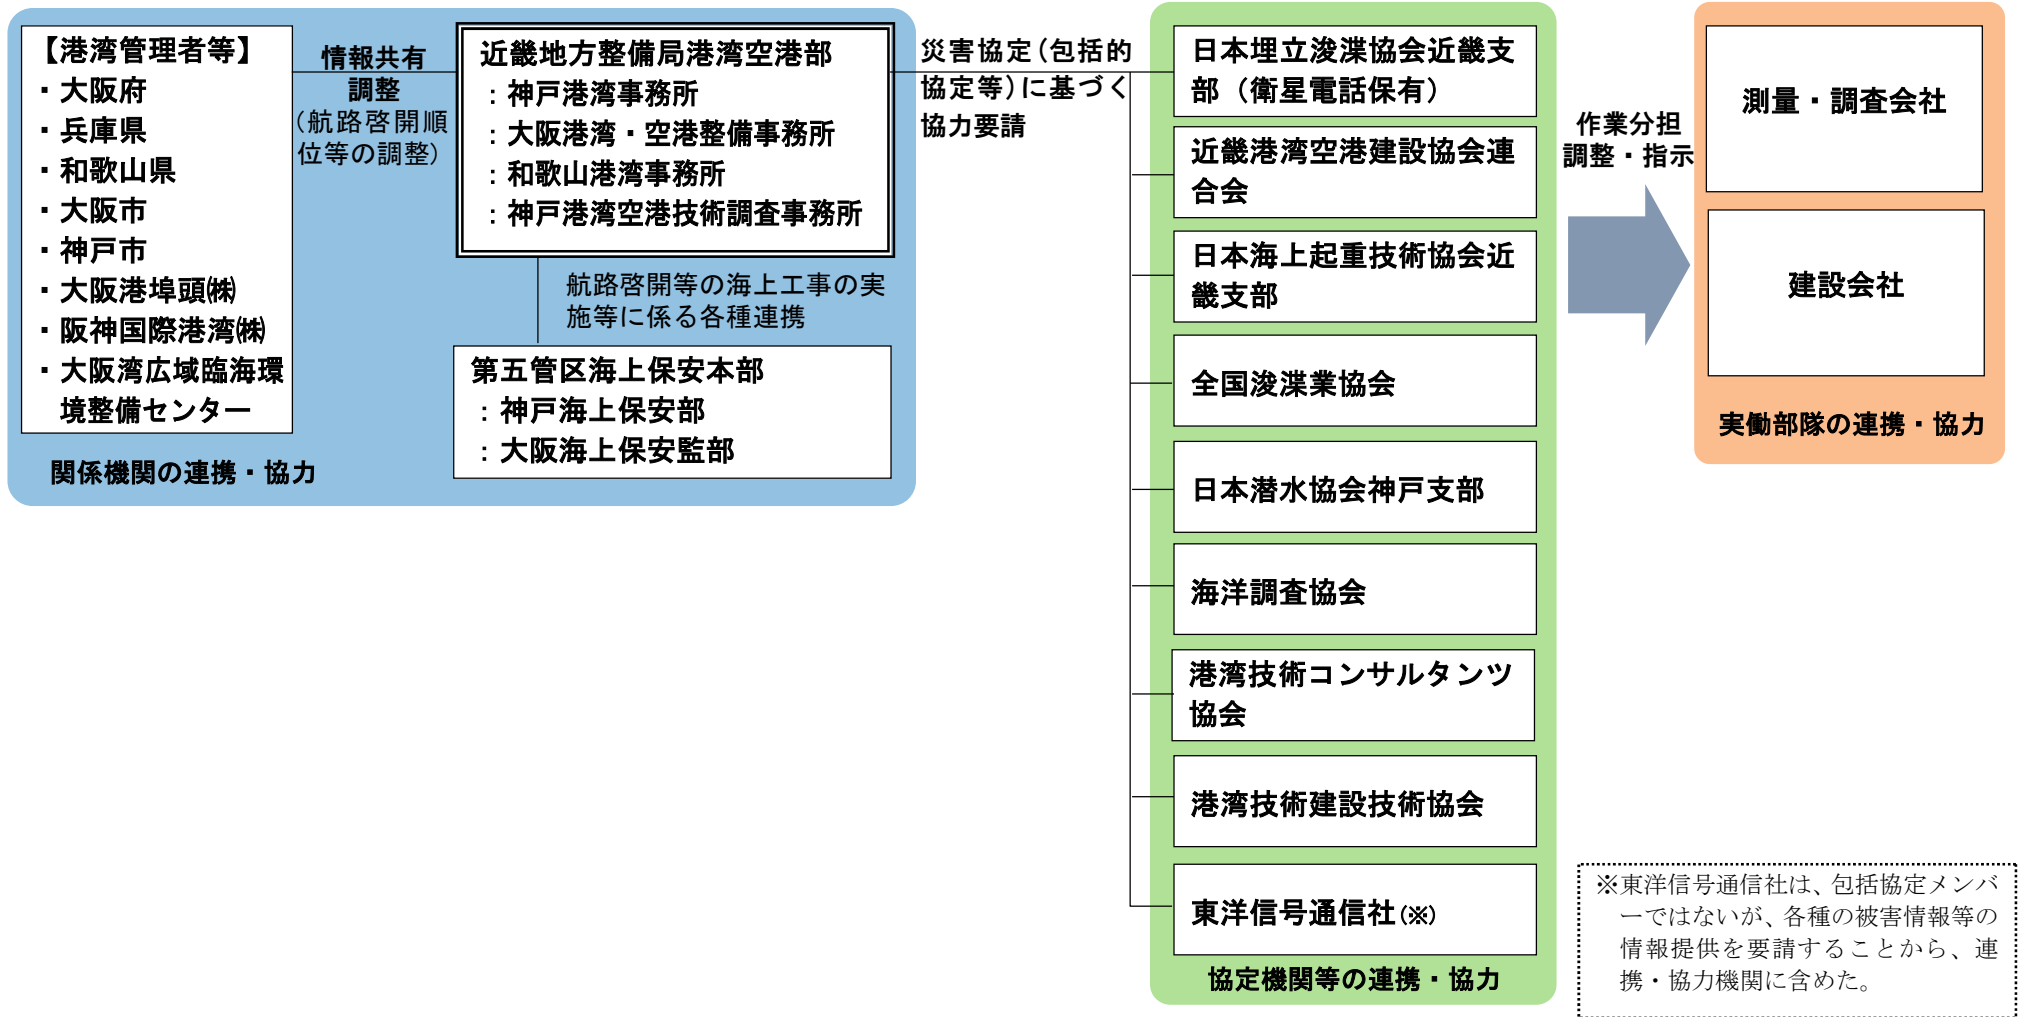 【港湾管理者等】
・大阪府
・兵庫県
・和歌山県
・大阪市
・神戸市
・大阪港埠頭㈱
・阪神国際港湾㈱
・大阪湾広域臨海環
境整備センター
関係機関の連携・協力
情報共有
調整
(航路啓開順
位等の調整)
近畿地方整備局港湾空港部
:神戸港湾事務所
:大阪港湾・空港整備事務所
:和歌山港湾事務所
:神戸港湾空港技術調査事務所
航路啓開等の海上工事の実
施等に係る各種連携
第五管区海上保安本部
:神戸海上保安部
:大阪海上保安監部
災害協定(包括的
協定等)に基づく
協力要請
日本埋立浚渫協会近畿支
部(衛星電話保有)
近畿港湾空港建設協会連
合会
日本海上起重技術協会近
畿支部
全国浚渫業協会
日本潜水協会神戸支部
海洋調査協会
港湾技術コンサルタンツ
協会
港湾技術建設技術協会
東洋信号通信社(※)
協定機関等の連携・協力
作業分担
調整・指示
測量・調査会社
建設会社
実働部隊の連携・協力
※東洋信号通信社は、包括協定メンバ
ーではないが、各種の被害情報等の
情報提供を要請することから、連
携・協力機関に含めた。